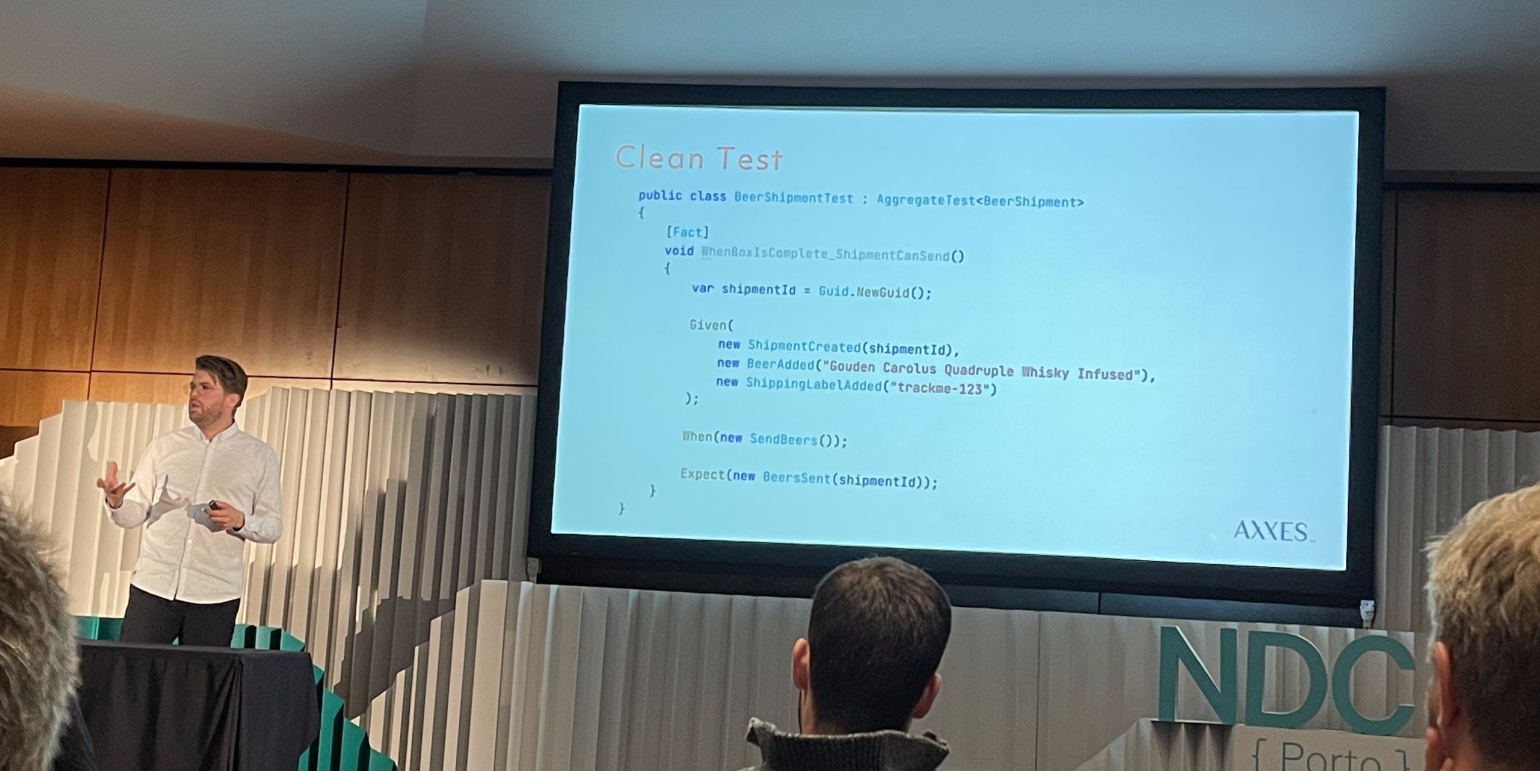 Clean Test
public class BeerShipmentTest : AggregateTest<BeerShipment>
{
[Fact]
void WhenBoxIsComplete_ShipmentCanSend()
{
var shipmentId = Guid.NewGuid();
Given(
new ShipmentCreated(shipmentId),
new BeerAdded("Gouden Carolus Quadruple Whisky Infused"),
new ShippingLabelAdded("trackme-123")
);
When(new SendBeers());
Expect(new BeersSent(shipmentId));
}
}
AXXES
NDC
{ Porto }